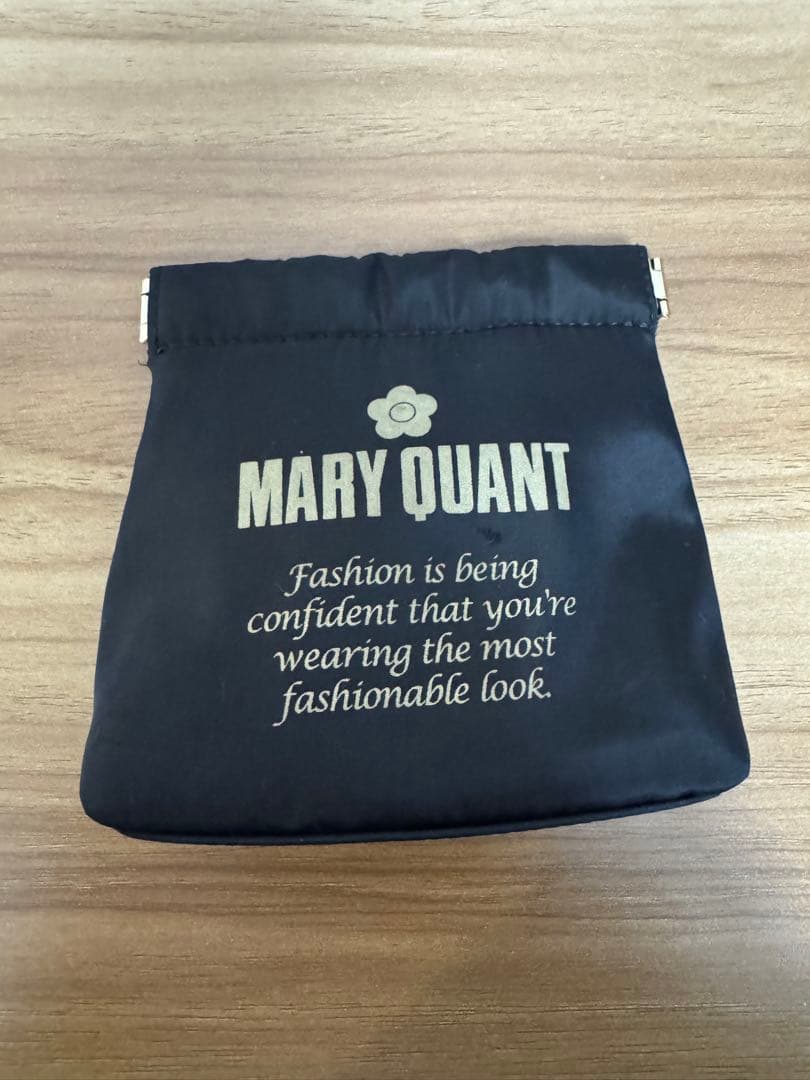 MARY QUANT
Fashion is being
confident that you're
wearing the most
fashionable look.